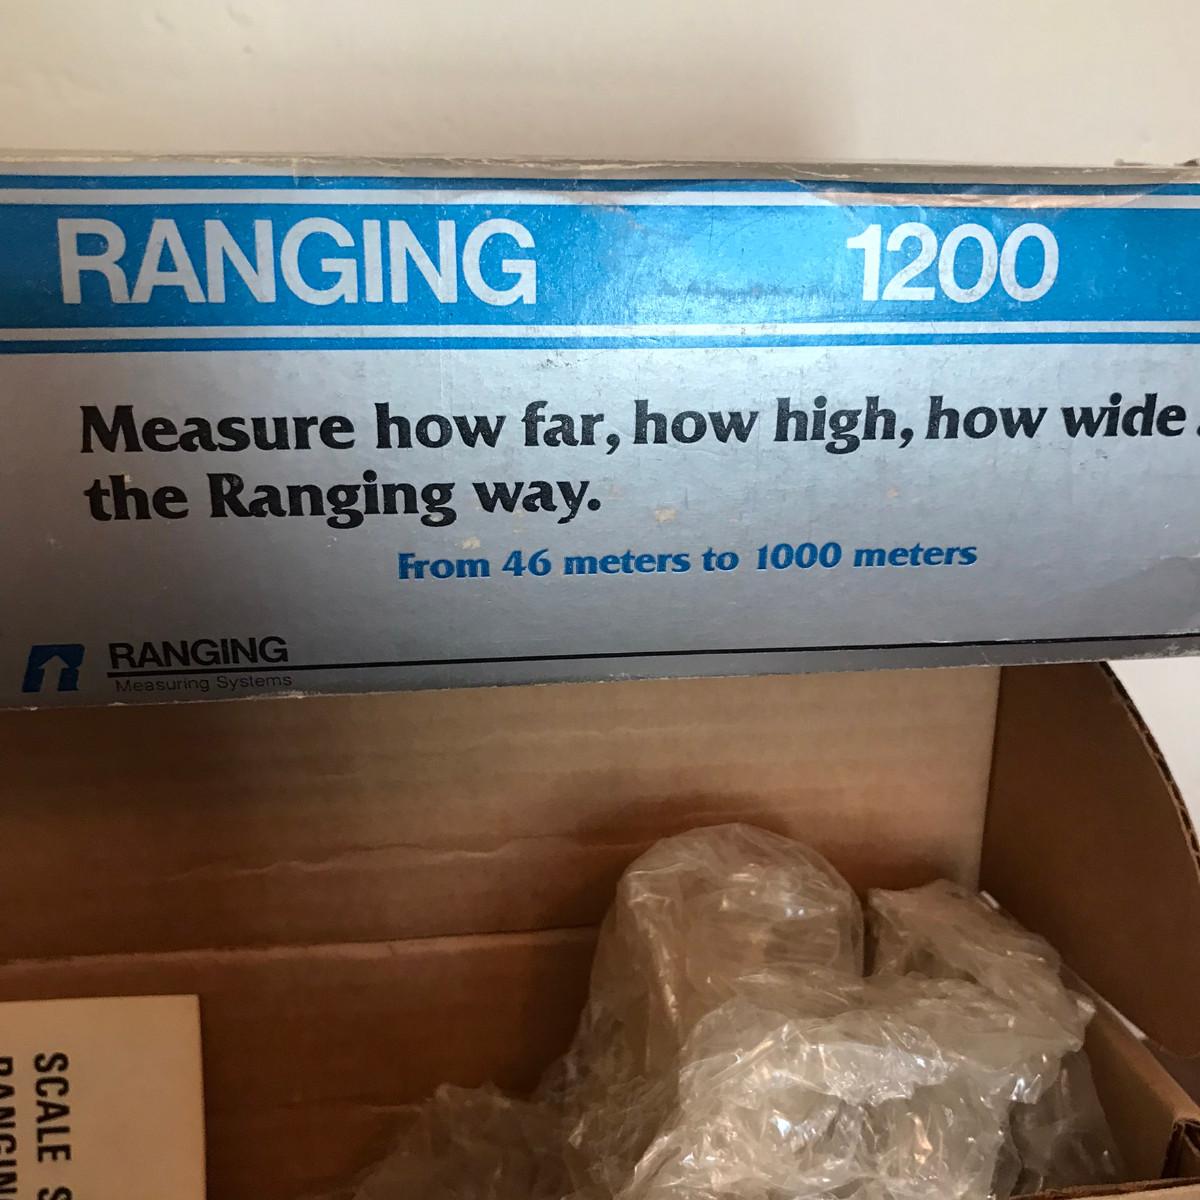 RANGING 1200
Measure how far, how high, how wide.
the Ranging way.
From 46 meters to 1000 meters
RANGING
Measuring Systems
SCALE